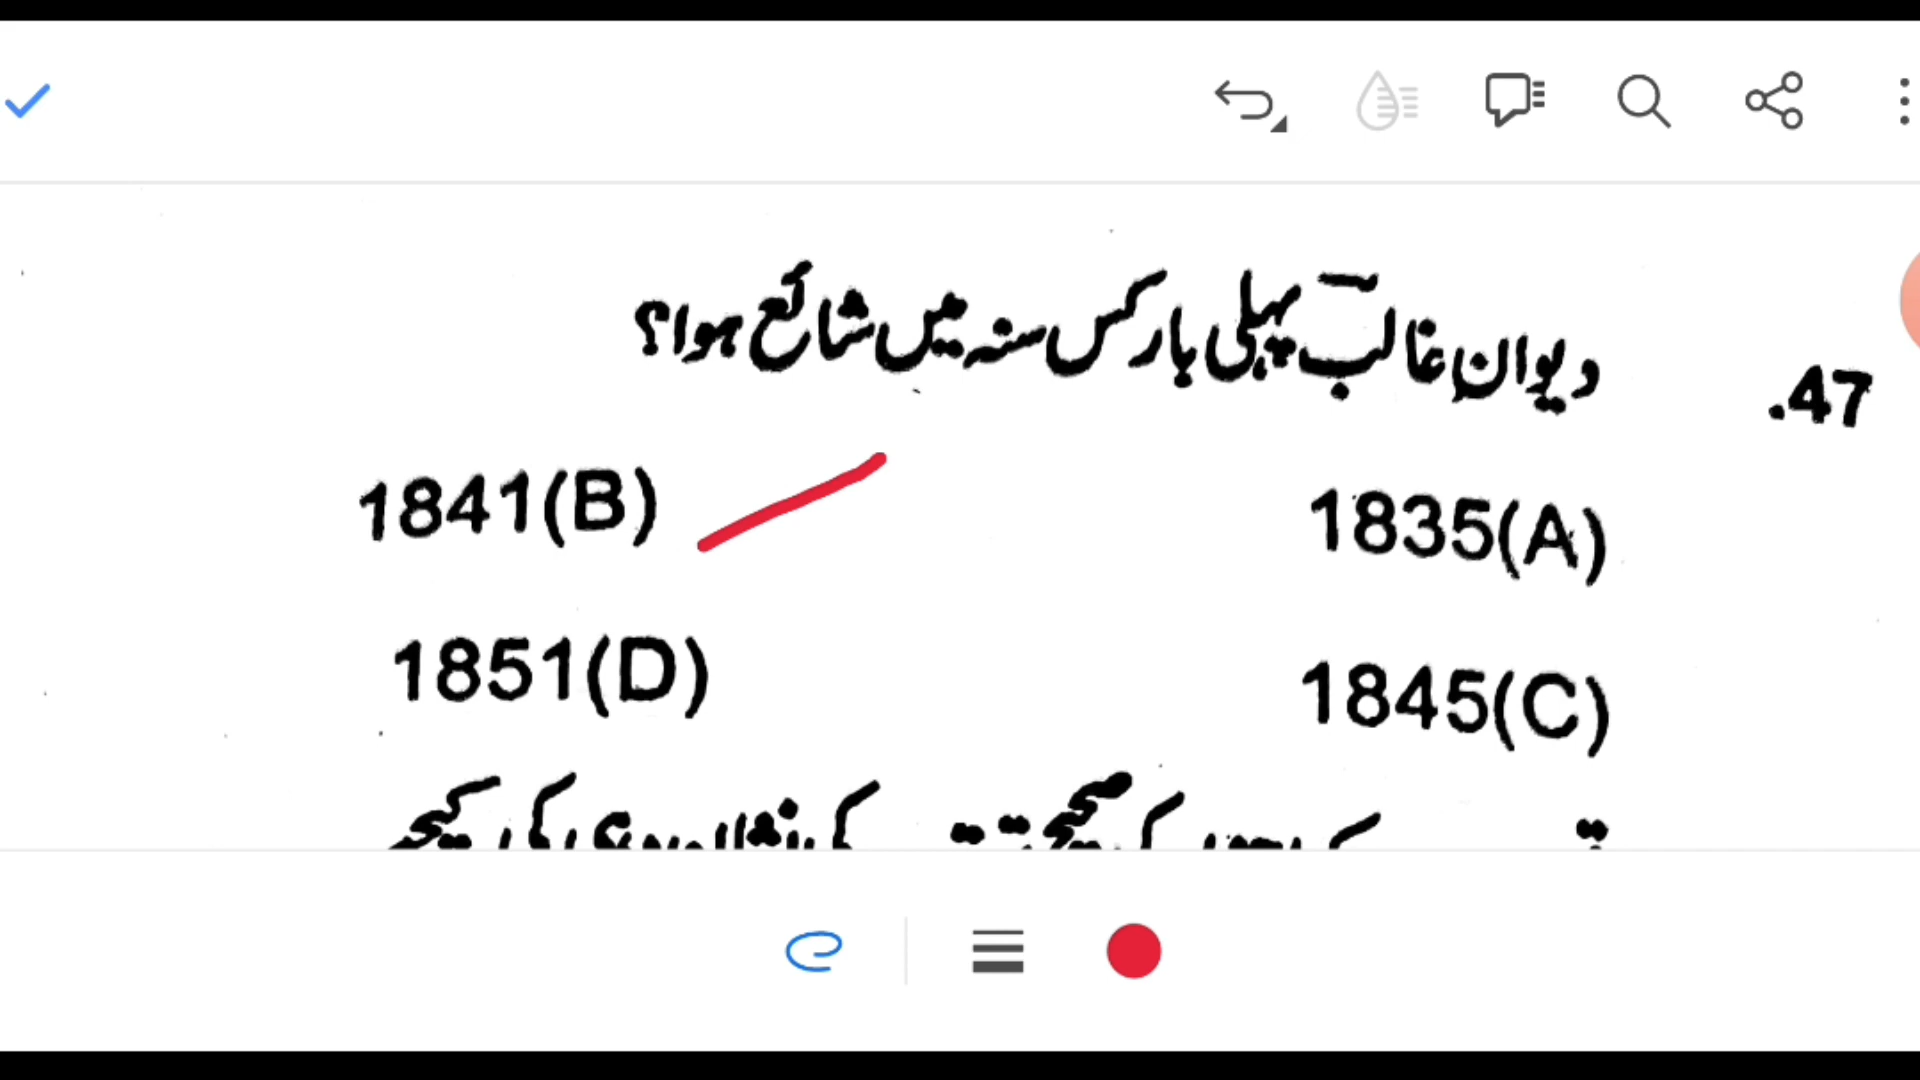 47. دیوانِ غالبؔ پہلی بار کس سنہ میں شائع ہوا؟
1835(A) 1841(B)
1845(C) 1851(D)